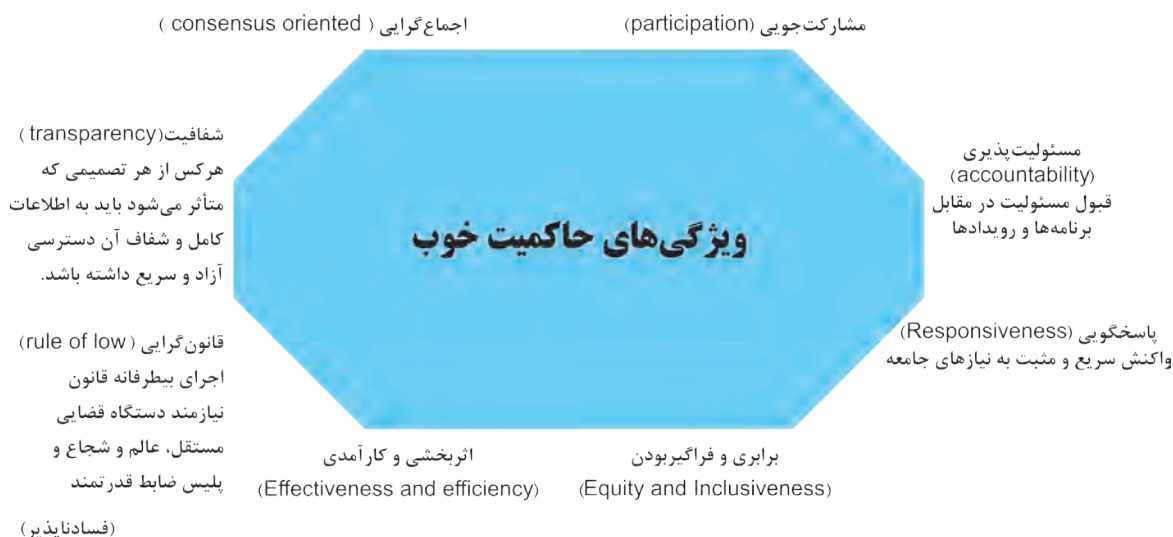 مشارکت‌جویی (participation)
اجماع‌گرایی ( consensus oriented )
مسئولیت‌پذیری
(accountability)
قبول مسئولیت در مقابل
برنامه‌ها و رویدادها
شفافیت(transparency )
هرکس از هر تصمیمی که
متأثر می‌شود باید به اطلاعات
کامل و شفاف آن دسترسی
آزاد و سریع داشته باشد.
ویژگی‌های حاکمیت خوب
پاسخگویی (Responsiveness)
واکنش سریع و مثبت به نیازهای جامعه
قانون‌گرایی (rule of low)
اجرای بیطرفانه قانون
نیازمند دستگاه قضایی
مستقل، عالم و شجاع و
پلیس ضابط قدرتمند
(فسادناپذیر)
برابری و فراگیربودن
(Equity and Inclusiveness)
اثربخشی و کارآمدی
(Effectiveness and efficiency)